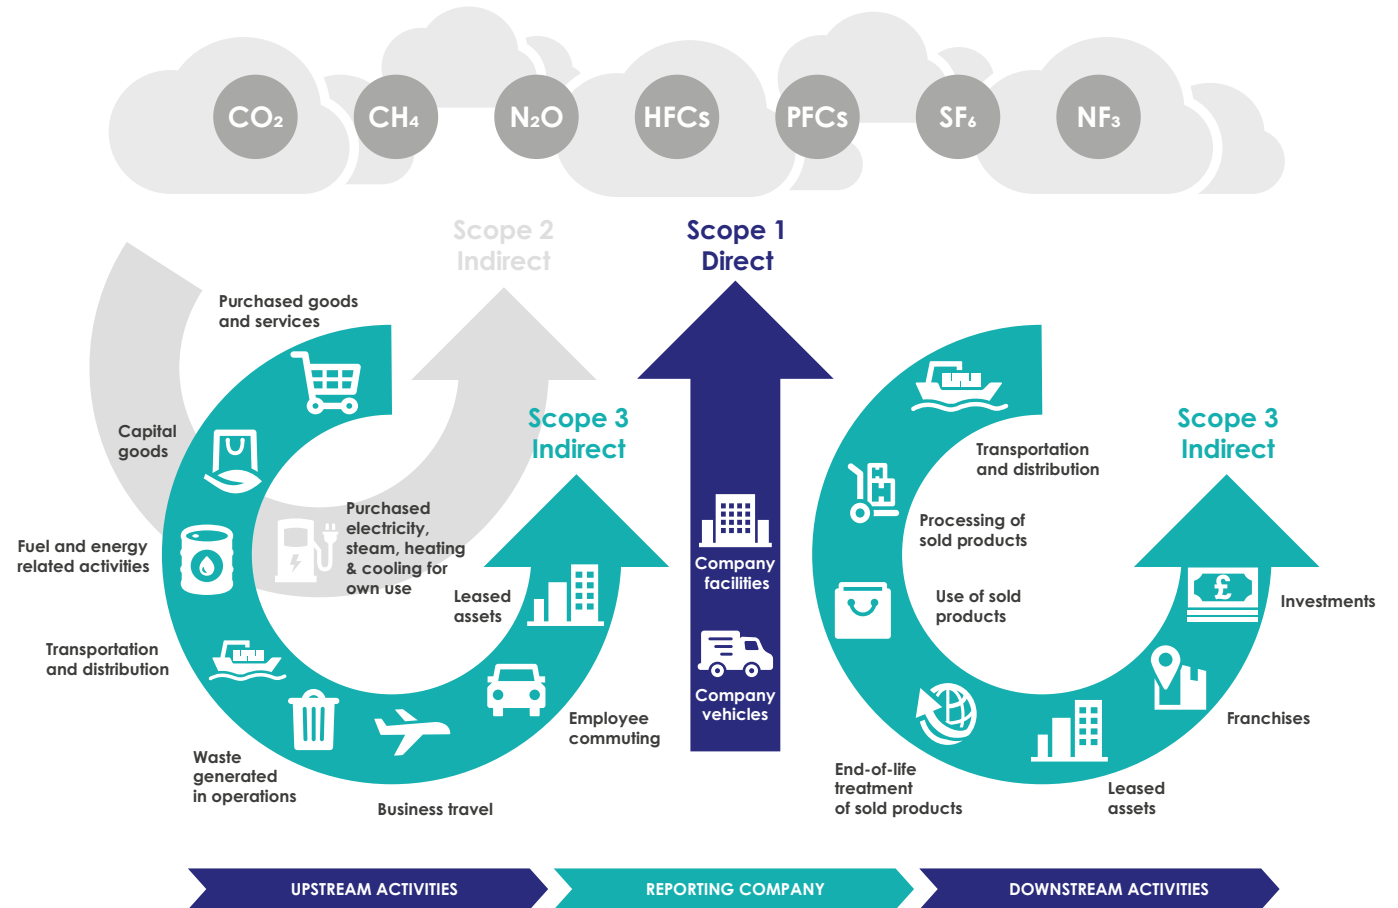 CO₂
CH₄
N₂O
HFCs
PFCs
SF₆
NF₃
Scope 2
Indirect
Scope 1
Direct
Purchased goods
and services
Capital
goods
Fuel and energy
related activities
Transportation
and distribution
Waste
generated
in operations
Business travel
Employee
commuting
Leased
assets
Purchased
electricity,
steam, heating
& cooling for
own use
Scope 3
Indirect
Company
facilities
Company
vehicles
Transportation
and distribution
Processing of
sold products
Use of sold
products
End-of-life
treatment
of sold products
Leased
assets
Franchises
£
Investments
Scope 3
Indirect
UPSTREAM ACTIVITIES
REPORTING COMPANY
DOWNSTREAM ACTIVITIES